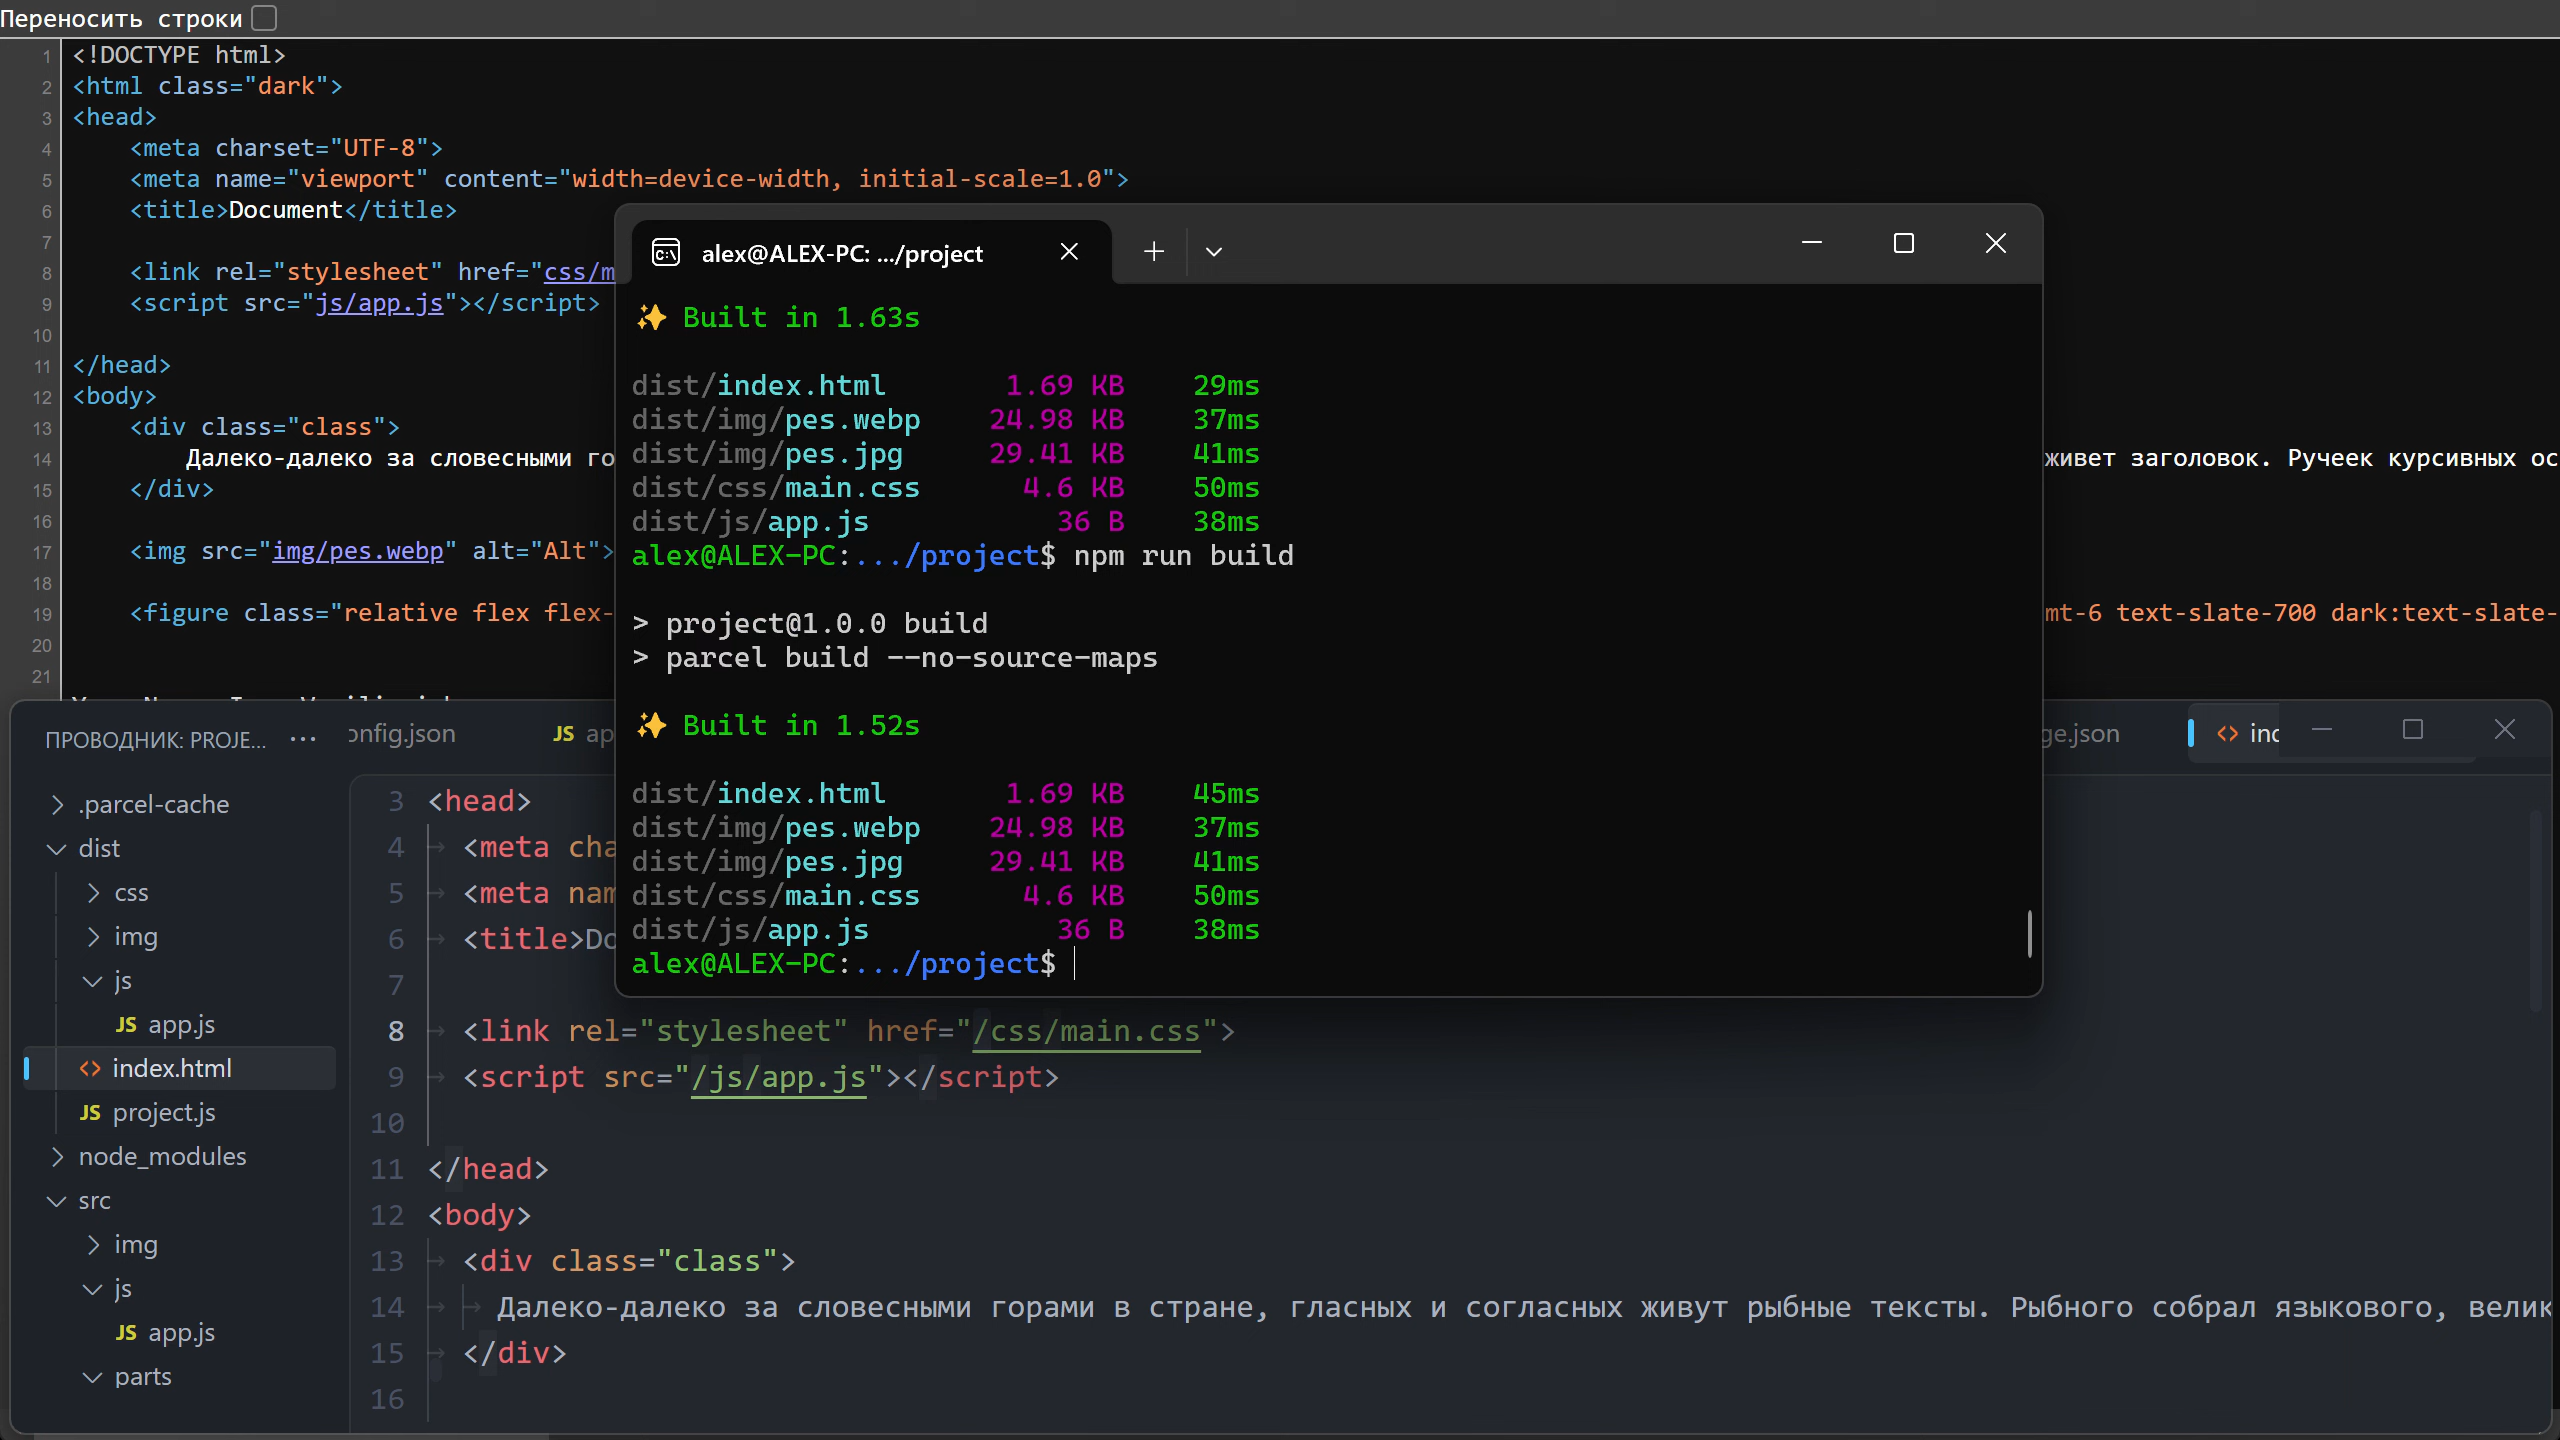 Переносить строки
1 <!DOCTYPE html>
2 <html class="dark">
3 <head>
4 <meta charset="UTF-8">
5 <meta name="viewport" content="width=device-width, initial-scale=1.0">
6 <title>Document</title>
7
8 <link rel="stylesheet" href="css/m
9 <script src="js/app.js"></script>
10
11 </head>
12 <body>
13 <div class="class">
14 Далеко-далеко за словесными го
живет заголовок. Ручеек курсивных ос
15 </div>
16
17 <img src="img/pes.webp" alt="Alt">
18
19 <figure class="relative flex flex-
mt-6 text-slate-700 dark:text-slate-
20
21
alex@ALEX-PC: .../project
✨ Built in 1.63s
dist/index.html 1.69 KB 29ms
dist/img/pes.webp 24.98 KB 37ms
dist/img/pes.jpg 29.41 KB 41ms
dist/css/main.css 4.6 KB 50ms
dist/js/app.js 36 B 38ms
alex@ALEX-PC:.../project$ npm run build
> project@1.0.0 build
> parcel build --no-source-maps
✨ Built in 1.52s
dist/index.html 1.69 KB 45ms
dist/img/pes.webp 24.98 KB 37ms
dist/img/pes.jpg 29.41 KB 41ms
dist/css/main.css 4.6 KB 50ms
dist/js/app.js 36 B 38ms
alex@ALEX-PC:.../project$
ПРОВОДНИК: PROJE... ···
.parcel-cache
dist
css
img
js
JS app.js
<> index.html
JS project.js
node_modules
src
img
js
JS app.js
parts
onfig.json
JS ap
ge.json
<> inc
3 <head>
4 <meta cha
5 <meta nam
6 <title>Do
7
8 <link rel="stylesheet" href="/css/main.css">
9 <script src="/js/app.js"></script>
10
11 </head>
12 <body>
13 <div class="class">
14 Далеко-далеко за словесными горами в стране, гласных и согласных живут рыбные тексты. Рыбного собрал языкового, велик
15 </div>
16